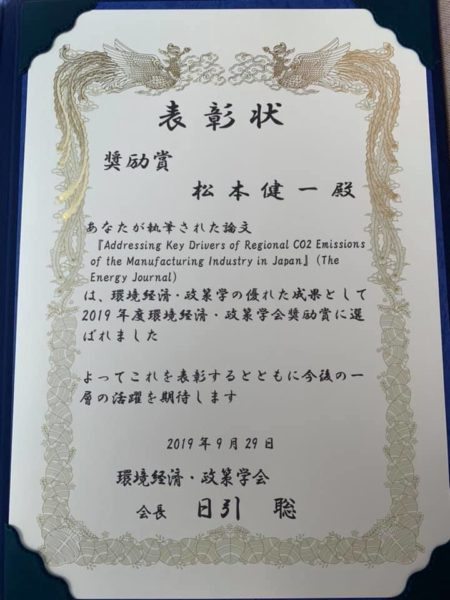 表彰状
奨励賞
松本健一殿
あなたが執筆された論文
『Addressing Key Drivers of Regional CO2 Emissions
of the Manufacturing Industry in Japan』(The
Energy Journal)
は、環境経済・政策学の優れた成果として
2019年度環境経済・政策学会奨励賞に選
ばれました
よってこれを表彰するとともに今後の一
層の活躍を期待します
2019年9月29日
環境経済・政策学会
会長 日引 聡